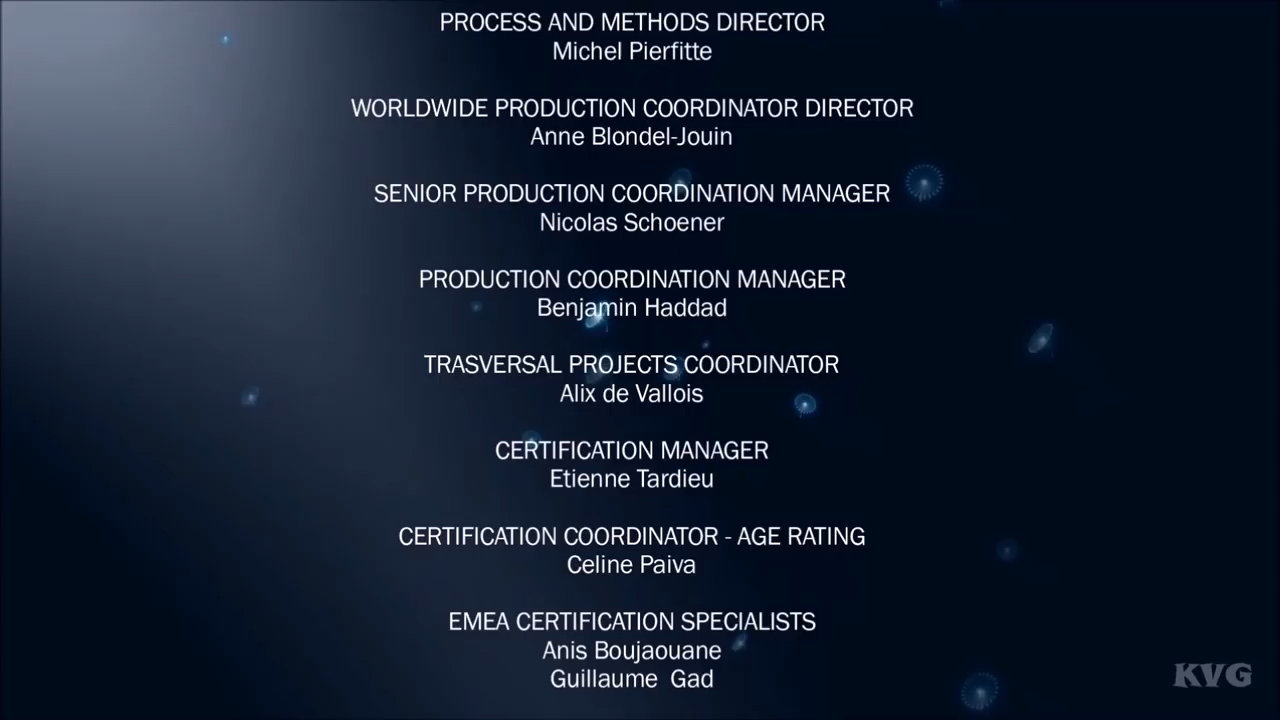 PROCESS AND METHODS DIRECTOR
Michel Pierfitte
WORLDWIDE PRODUCTION COORDINATOR DIRECTOR
Anne Blondel-Jouin
SENIOR PRODUCTION COORDINATION MANAGER
Nicolas Schoener
PRODUCTION COORDINATION MANAGER
Benjamin Haddad
TRASVERSAL PROJECTS COORDINATOR
Alix de Vallois
CERTIFICATION MANAGER
Etienne Tardieu
CERTIFICATION COORDINATOR - AGE RATING
Celine Paiva
EMEA CERTIFICATION SPECIALISTS
Anis Boujaouane
Guillaume  Gad
KVG